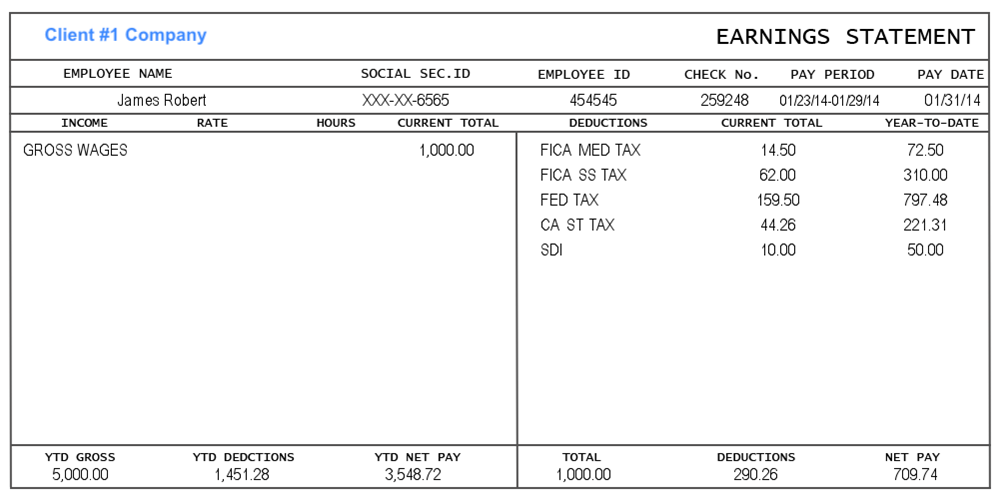 Client #1 Company EARNINGS STATEMENT
EMPLOYEE NAME SOCIAL SEC.ID EMPLOYEE ID CHECK No. PAY PERIOD PAY DATE
James Robert XXX-XX-6565 454545 259248 01/23/14-01/29/14 01/31/14
INCOME RATE HOURS CURRENT TOTAL DEDUCTIONS CURRENT TOTAL YEAR-TO-DATE
GROSS WAGES 1,000.00 FICA MED TAX 14.50 72.50
FICA SS TAX 62.00 310.00
FED TAX 159.50 797.48
CA ST TAX 44.26 221.31
SDI 10.00 50.00
YTD GROSS YTD DEDCTIONS YTD NET PAY TOTAL DEDUCTIONS NET PAY
5,000.00 1,451.28 3,548.72 1,000.00 290.26 709.74